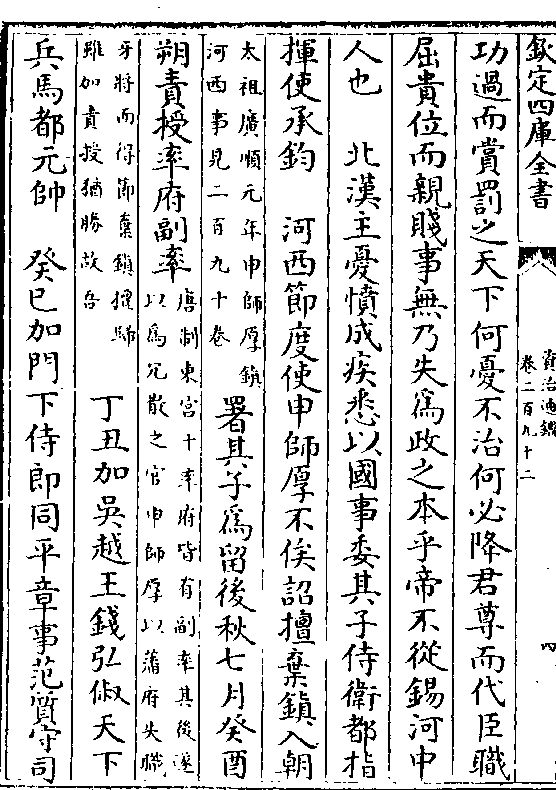 欽定四庫全書
資治通鑑
卷二百九十二
四
功過而賞罰之天下何憂不治何必降君尊而代臣職
屈貴位而親賤事無乃失為政之本乎帝不從錫河中
人也　北漢主憂憤成疾悉以國事委其子侍衛都指
揮使承鈞　河西節度使申師厚不俟詔擅棄鎮入朝
太祖廣順元年申師厚鎮
河西事見二百九十卷
署其子為留後秋七月癸酉
朔責授率府副率
唐制東宮十率府皆有副率其後遂
以為冗散之官申師厚以藩府失職
牙將而得節棄鎮擅歸
雖加責授猶勝故吾
丁丑加吳越王錢弘俶天下
兵馬都元帥　癸巳加門下侍郎同平章事范質守司